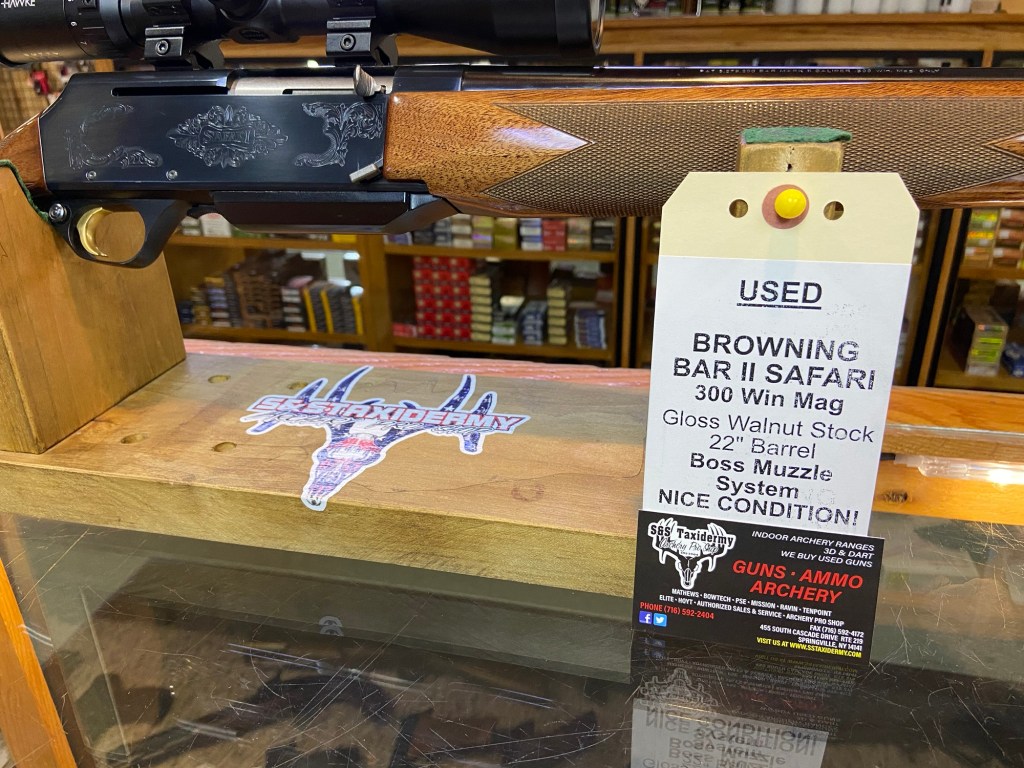 HAWKE
Safari
USED
BROWNING
BAR II SAFARI
300 Win Mag
Gloss Walnut Stock
22" Barrel
Boss Muzzle
System
NICE CONDITION!
S&S TAXIDERMY
S&S Taxidermy
INDOOR ARCHERY RANGES
3D & DART
WE BUY USED GUNS
GUNS · AMMO
ARCHERY
MATHEWS · BOWTECH · PSE · MISSION · RAVIN · TENPOINT
ELITE · HOYT · AUTHORIZED SALES & SERVICE · ARCHERY PRO SHOP
PHONE (716) 592-2404
FAX (716) 592-4172
455 SOUTH CASCADE DRIVE RTE 219
SPRINGVILLE, NY 14141
VISIT US AT WWW.SSTAXIDERMY.COM